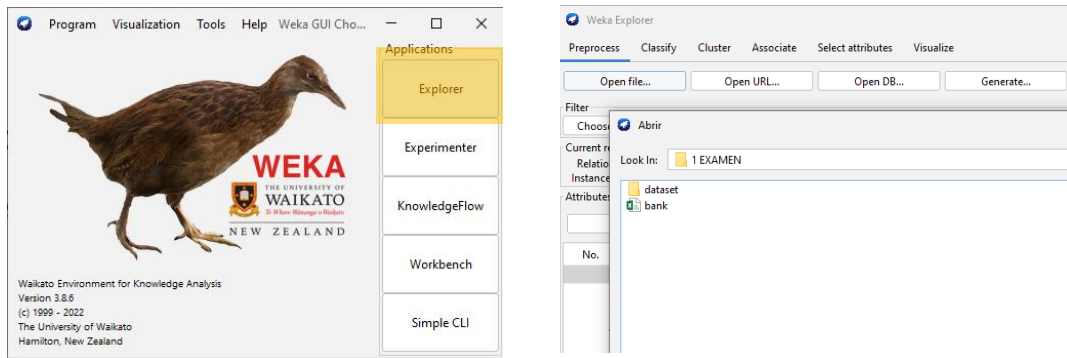 Program Visualization Tools Help Weka GUI Cho...
Applications
Explorer
Experimenter
KnowledgeFlow
Workbench
Simple CLI
WEKA
THE UNIVERSITY OF
WAIKATO
Te Whare Wānanga o Waikato
NEW ZEALAND
Waikato Environment for Knowledge Analysis
Version 3.8.6
(c) 1999 - 2022
The University of Waikato
Hamilton, New Zealand
Weka Explorer
Preprocess Classify Cluster Associate Select attributes Visualize
Open file... Open URL... Open DB... Generate...
Filter
Choose
Abrir
Current re
Relatio
Instance
Look In: 1 EXAMEN
Attributes
dataset
bank
No.